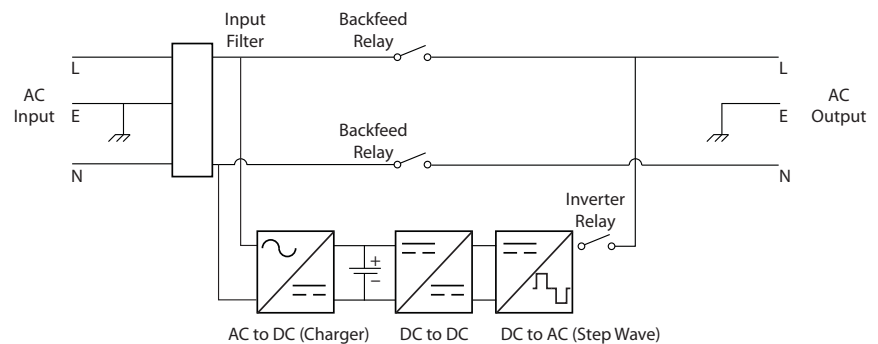 Input
Filter
Backfeed
Relay
L
L
AC
Input
E
E
AC
Output
Backfeed
Relay
N
N
Inverter
Relay
+
−
AC to DC (Charger)
DC to DC
DC to AC (Step Wave)